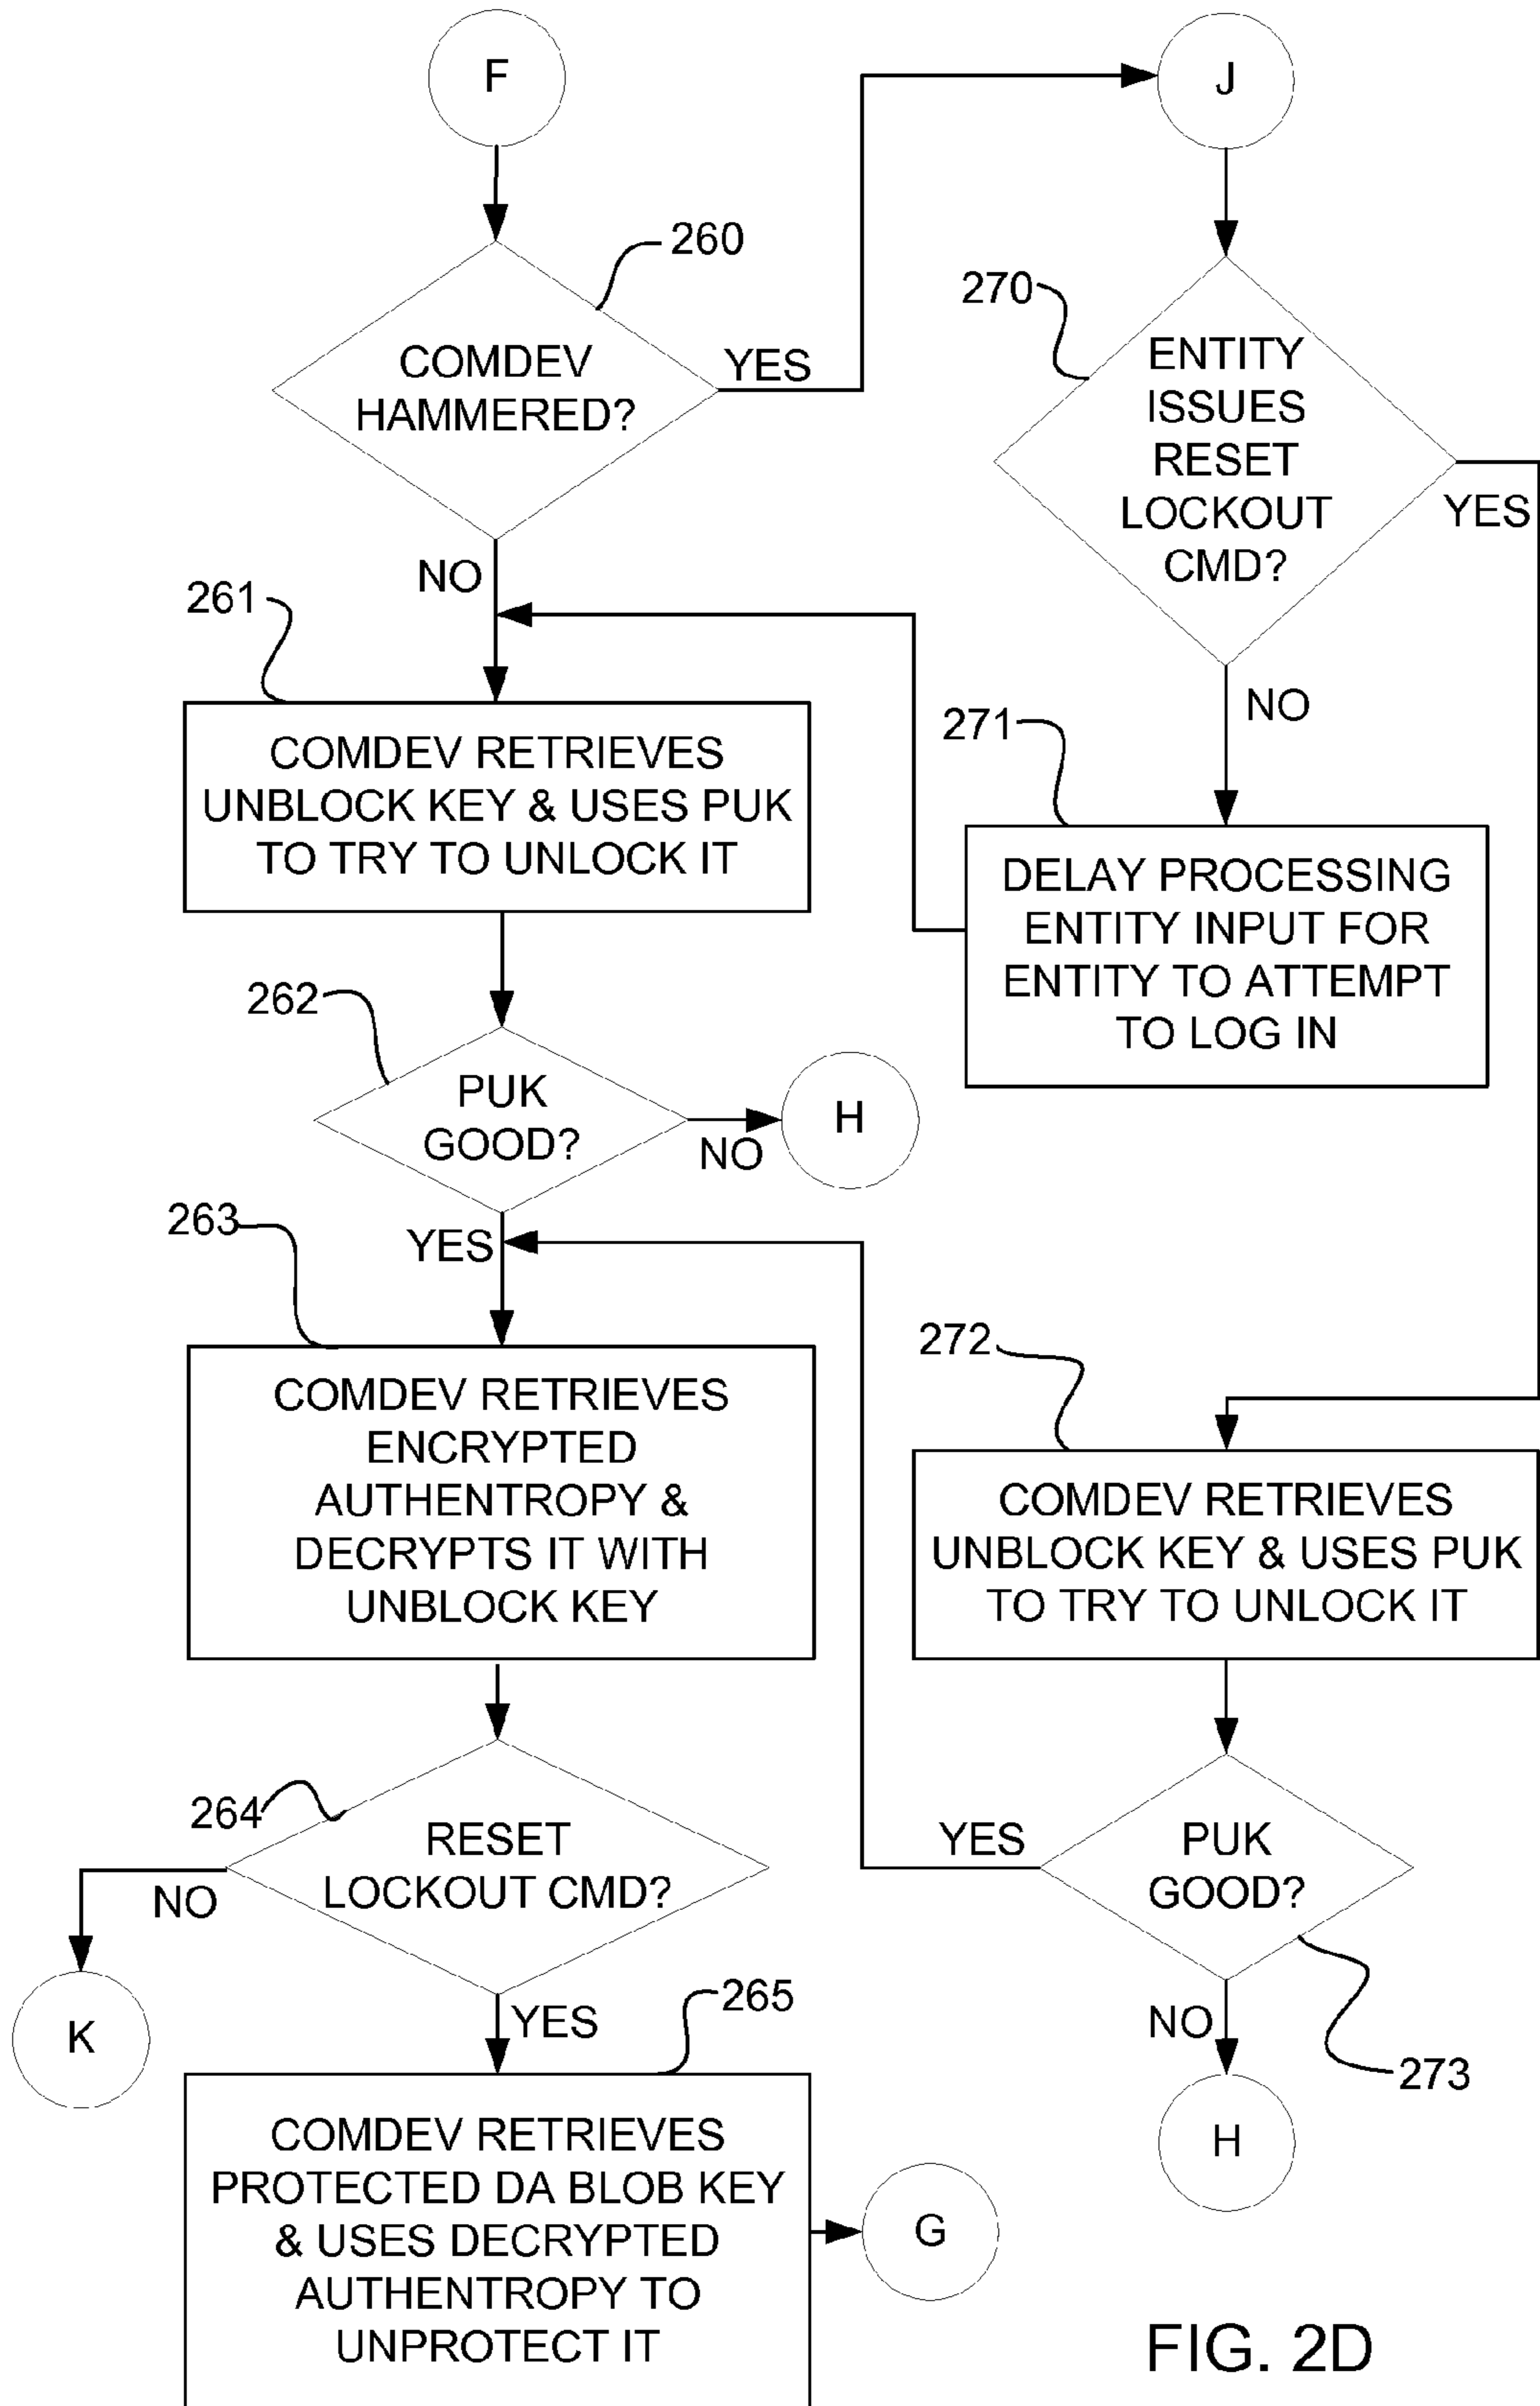 F
J
260
COMDEV
HAMMERED?
YES
270
ENTITY
ISSUES
RESET
LOCKOUT
CMD?
YES
NO
261
COMDEV RETRIEVES
UNBLOCK KEY & USES PUK
TO TRY TO UNLOCK IT
NO
271
DELAY PROCESSING
ENTITY INPUT FOR
ENTITY TO ATTEMPT
TO LOG IN
262
PUK
GOOD?
NO
H
263
YES
COMDEV RETRIEVES
ENCRYPTED
AUTHENTROPY &
DECRYPTS IT WITH
UNBLOCK KEY
272
COMDEV RETRIEVES
UNBLOCK KEY & USES PUK
TO TRY TO UNLOCK IT
264
RESET
LOCKOUT CMD?
NO
K
YES
PUK
GOOD?
YES
NO
273
H
265
COMDEV RETRIEVES
PROTECTED DA BLOB KEY
& USES DECRYPTED
AUTHENTROPY TO
UNPROTECT IT
G
FIG. 2D